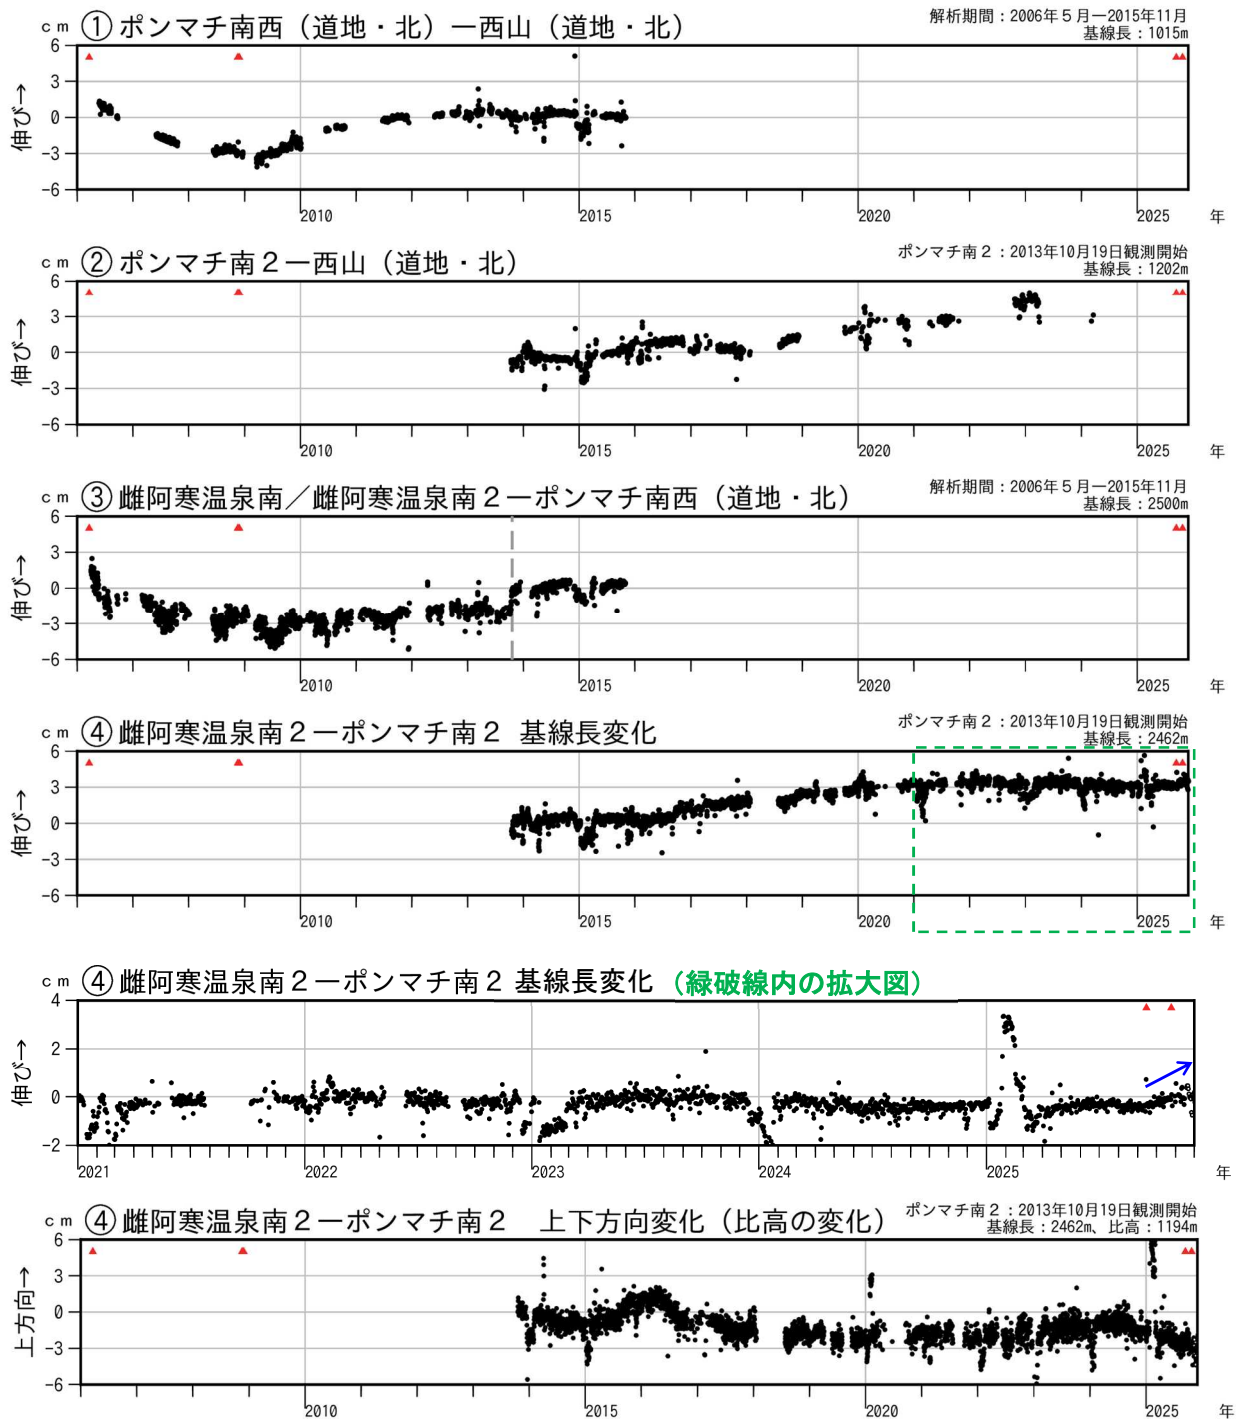 cm ①ポンマチ南西（道地・北）ー西山（道地・北）
解析期間：2006年５月ー2015年11月
基線長：1015m
6
3
0
-3
-6
伸び→
2010
2015
2020
2025
年
cm ②ポンマチ南２ー西山（道地・北）
ポンマチ南２：2013年10月19日観測開始
基線長：1202m
6
3
0
-3
-6
伸び→
2010
2015
2020
2025
年
cm ③雌阿寒温泉南／雌阿寒温泉南２ーポンマチ南西（道地・北）
解析期間：2006年５月ー2015年11月
基線長：2500m
6
3
0
-3
-6
伸び→
2010
2015
2020
2025
年
cm ④雌阿寒温泉南２ーポンマチ南２ 基線長変化
ポンマチ南２：2013年10月19日観測開始
基線長：2462m
6
3
0
-3
-6
伸び→
2010
2015
2020
2025
年
cm ④雌阿寒温泉南２ーポンマチ南２ 基線長変化（緑破線内の拡大図）
4
2
0
-2
伸び→
2021
2022
2023
2024
2025
年
cm ④雌阿寒温泉南２ーポンマチ南２　上下方向変化（比高の変化）
ポンマチ南２：2013年10月19日観測開始
基線長：2462m、比高：1194m
6
3
0
-3
-6
上方向→
2010
2015
2020
2025
年